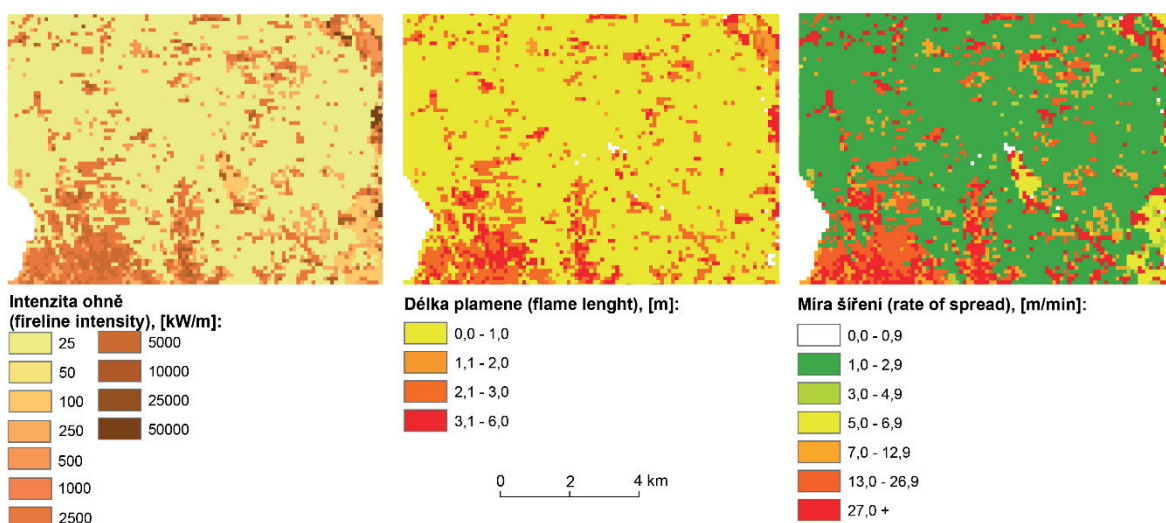 Intenzita ohně
(fireline intensity), [kW/m]:
25
50
100
250
500
1000
2500
5000
10000
25000
50000
Délka plamene (flame lenght), [m]:
0,0 - 1,0
1,1 - 2,0
2,1 - 3,0
3,1 - 6,0
0 2 4 km
Míra šíření (rate of spread), [m/min]:
0,0 - 0,9
1,0 - 2,9
3,0 - 4,9
5,0 - 6,9
7,0 - 12,9
13,0 - 26,9
27,0 +